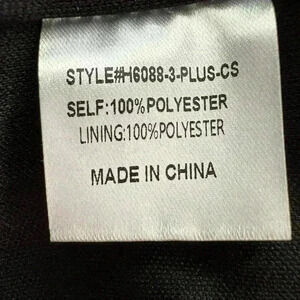 STYLE#H6088-3-PLUS-CS
SELF:100%POLYESTER
LINING:100%POLYESTER
MADE IN CHINA